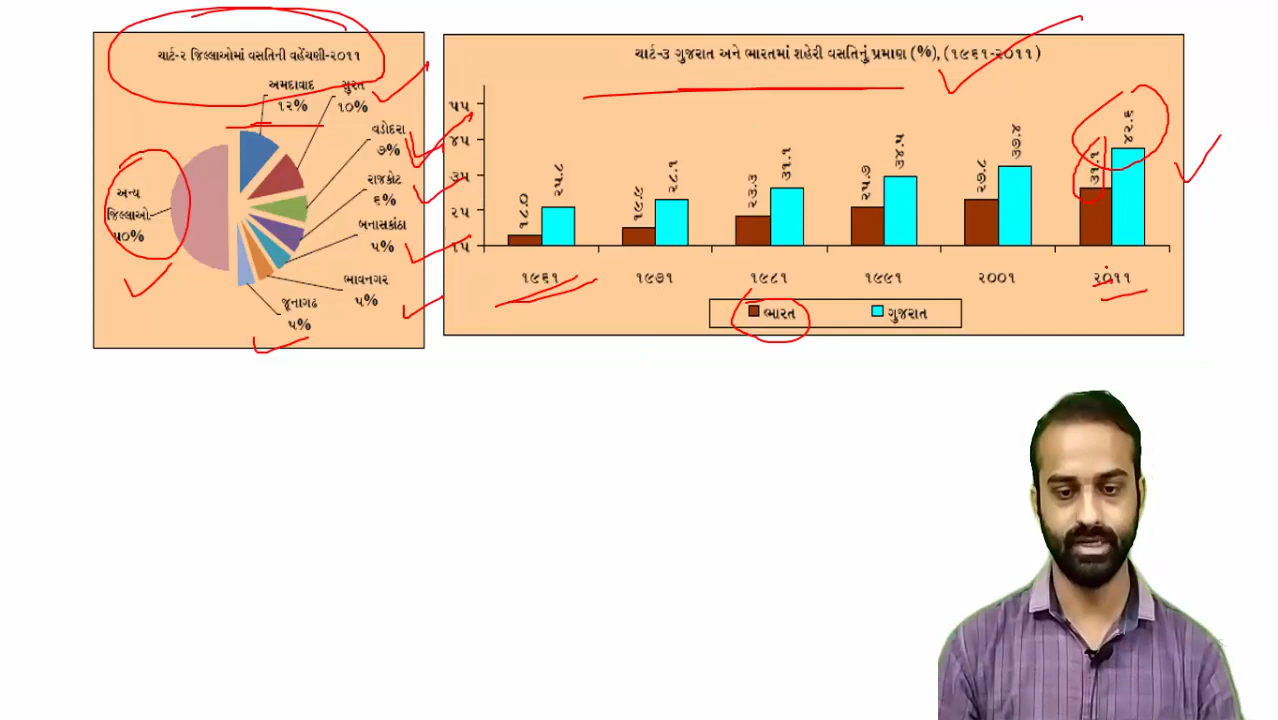 ચાર્ટ-૨ જિલ્લાઓમાં વસતિની વહેંચણી-૨૦૧૧
અમદાવાદ
૧૨%
સુરત
૧૦%
વડોદરા
૭%
રાજકોટ
૬%
બનાસકાંઠા
૫%
ભાવનગર
૫%
જૂનાગઢ
૫%
અન્ય
જિલ્લાઓ
૫૦%
ચાર્ટ-૩ ગુજરાત અને ભારતમાં શહેરી વસતિનું પ્રમાણ (%), (૧૯૬૧-૨૦૧૧)
૫૫
૪૫
૩૫
૨૫
૧૫
૧૮.૦
૨૫.૮
૧૯.૯
૨૮.૧
૨૩.૩
૩૧.૧
૨૫.૭
૩૪.૫
૨૭.૮
૩૭.૪
૩૧.૧
૪૨.૬
૧૯૬૧ ૧૯૭૧ ૧૯૮૧ ૧૯૯૧ ૨૦૦૧ ૨૦૧૧
ભારત ગુજરાત